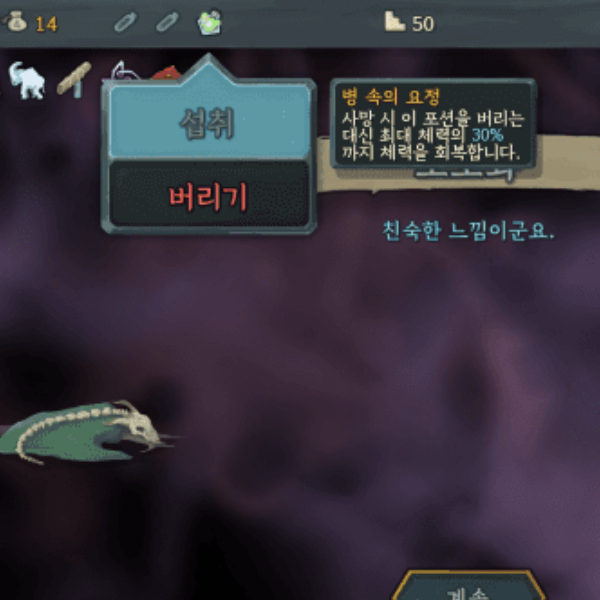 14
50
섭취
버리기
병 속의 요정
사망 시 이 포션을 버리는
대신 최대 체력의 30%
까지 체력을 회복합니다.
친숙한 느낌이군요.
계속